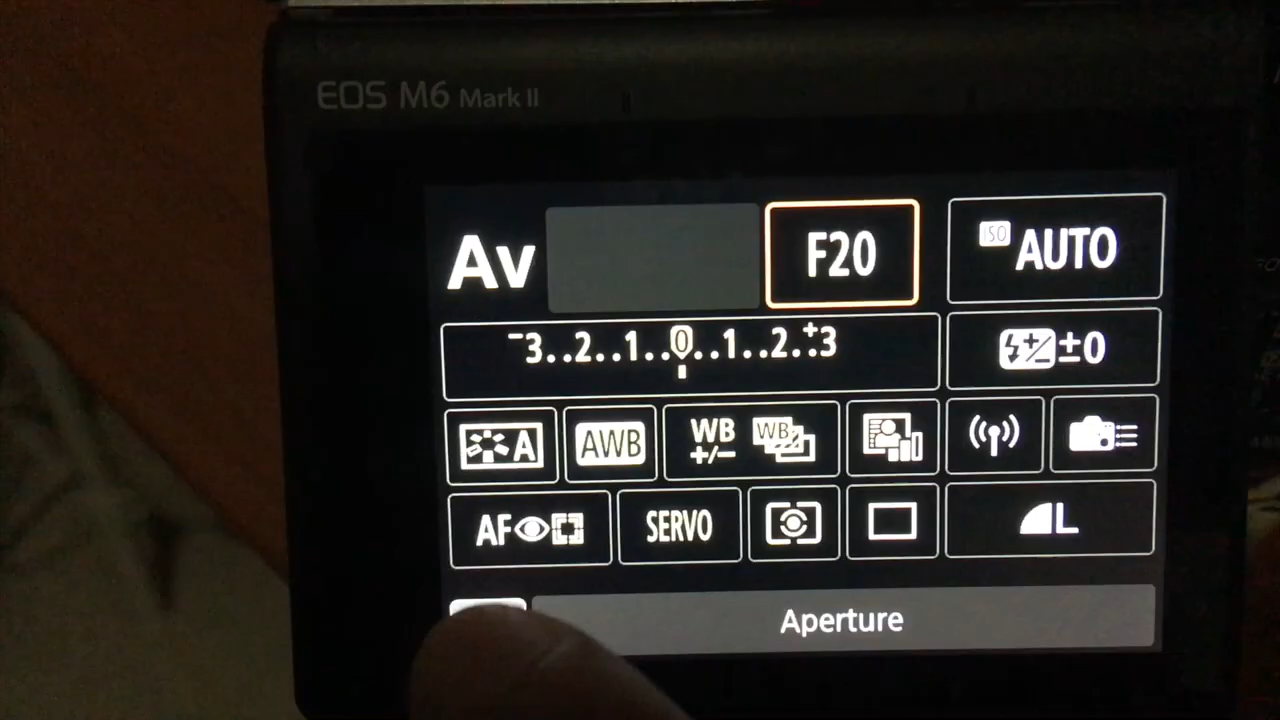 EOS M6 Mark II
Av F20 ISO AUTO
-3..2..1..0..1..2..+3 ±0
A AWB WB +/- WB
AF SERVO L
Aperture